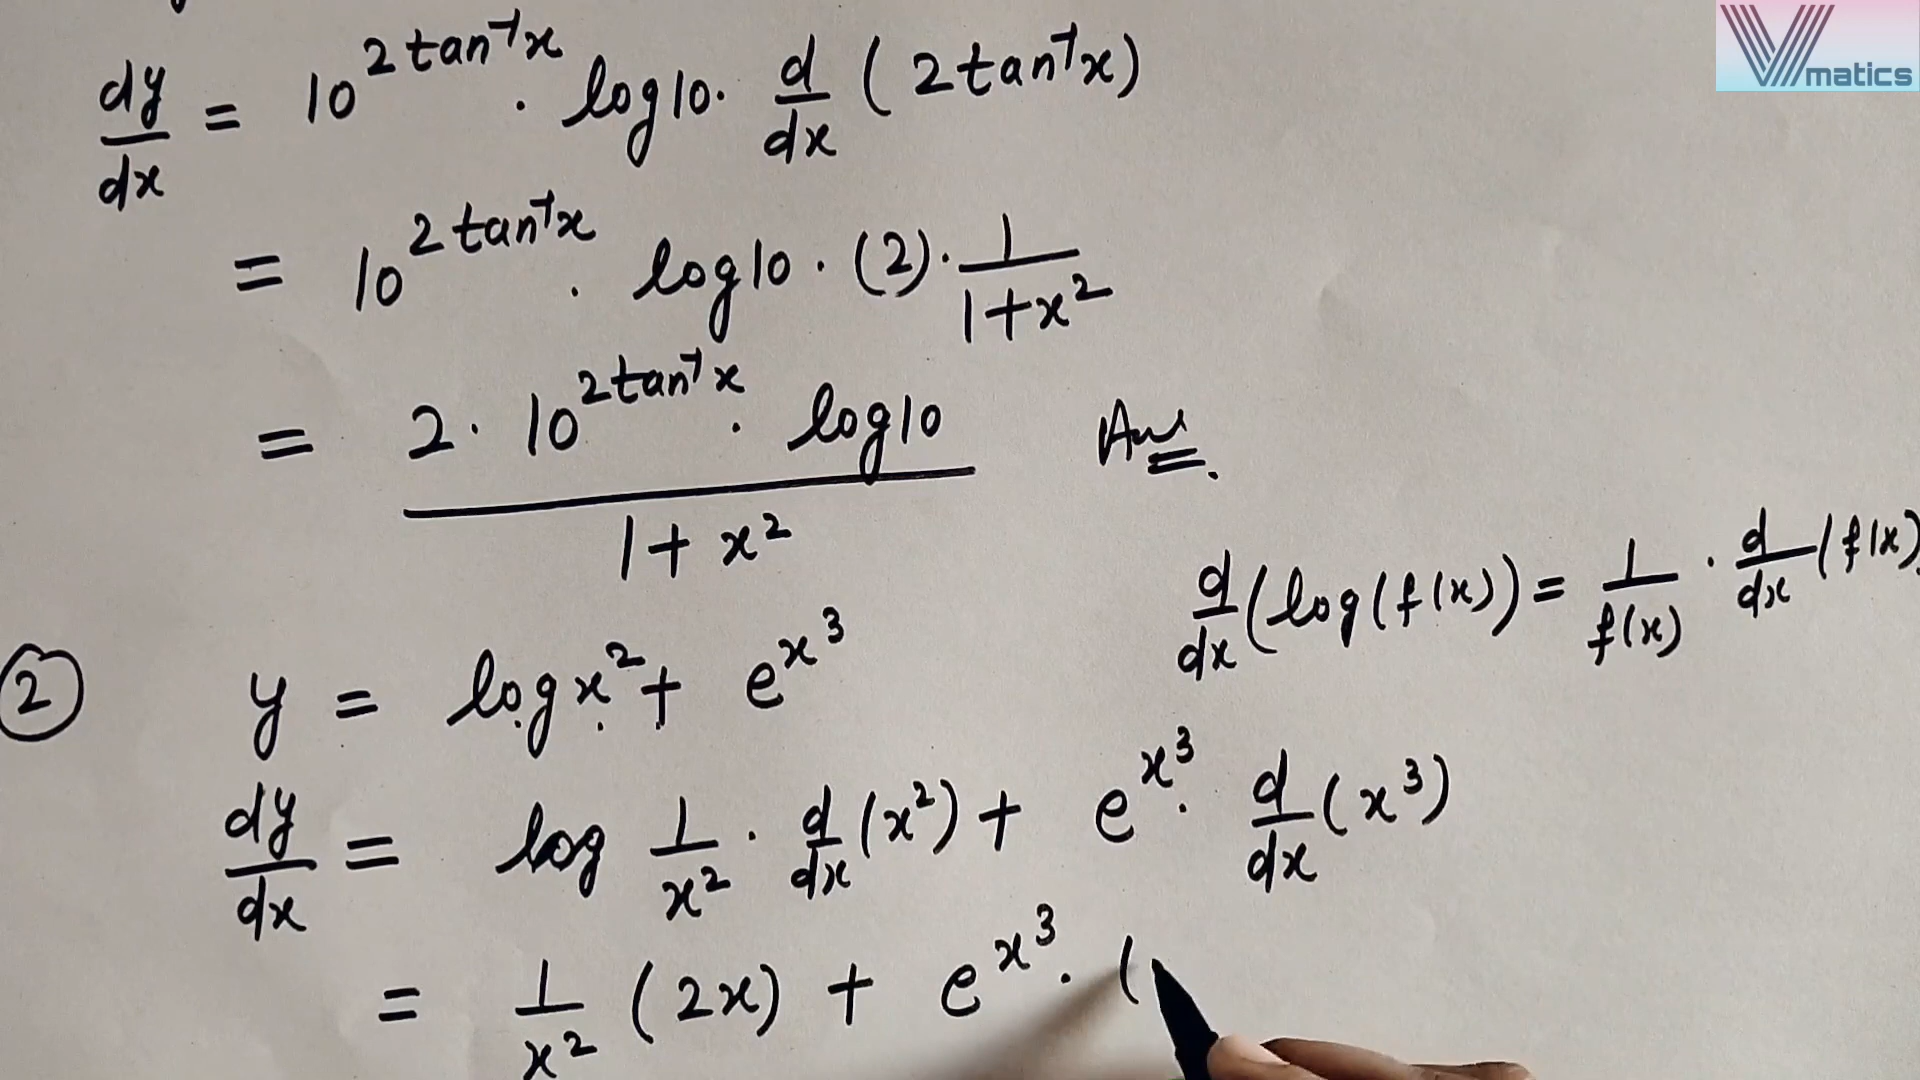 Vmatics
dy/dx = 10^(2tan⁻¹x) · log10 · d/dx (2tan⁻¹x)
= 10^(2tan⁻¹x) · log10 · (2) · 1/(1+x²)
= (2 · 10^(2tan⁻¹x) · log10)/(1+x²) Ans.
d/dx (log(f(x)) = 1/f(x) · d/dx (f(x)
② y = logx² + e^(x³)
dy/dx = log 1/x² · d/dx (x²) + e^(x³) · d/dx (x³)
= 1/x² (2x) + e^(x³) · (